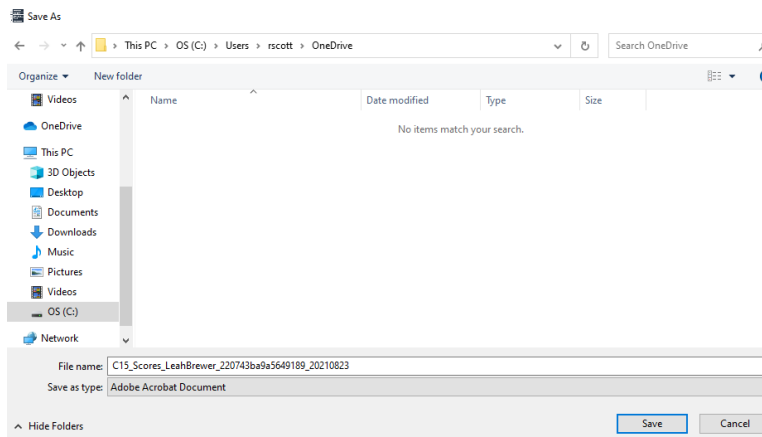 Save As
This PC > OS (C:) > Users > rscott > OneDrive
Search OneDrive
Organize
New folder
Name
Date modified
Type
Size
No items match your search.
Videos
OneDrive
This PC
3D Objects
Desktop
Documents
Downloads
Music
Pictures
Videos
OS (C:)
Network
File name: C15_Scores_LeahBrewer_220743ba9a5649189_20210823
Save as type: Adobe Acrobat Document
Hide Folders
Save
Cancel